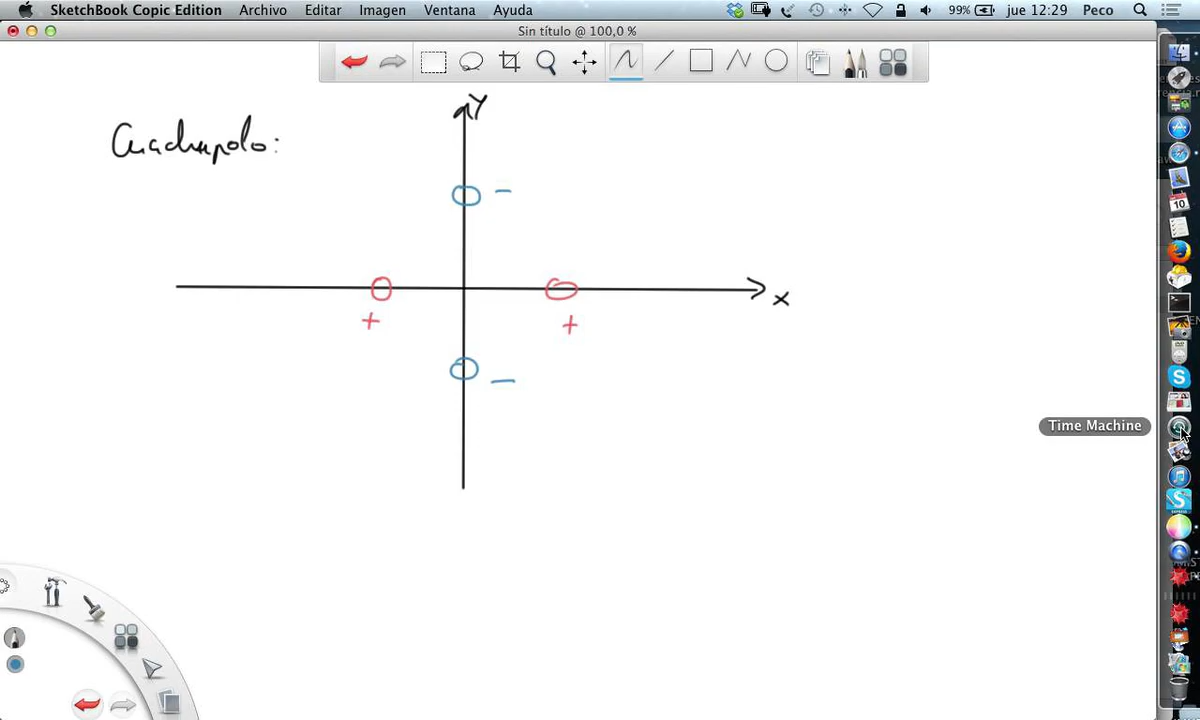 SketchBook Copic Edition Archivo Editar Imagen Ventana Ayuda 99% jue 12:29 Peco
Sin título @ 100,0 %
Cuadrupolo:
Y
-
x
+ +
-
Time Machine
10
S
S